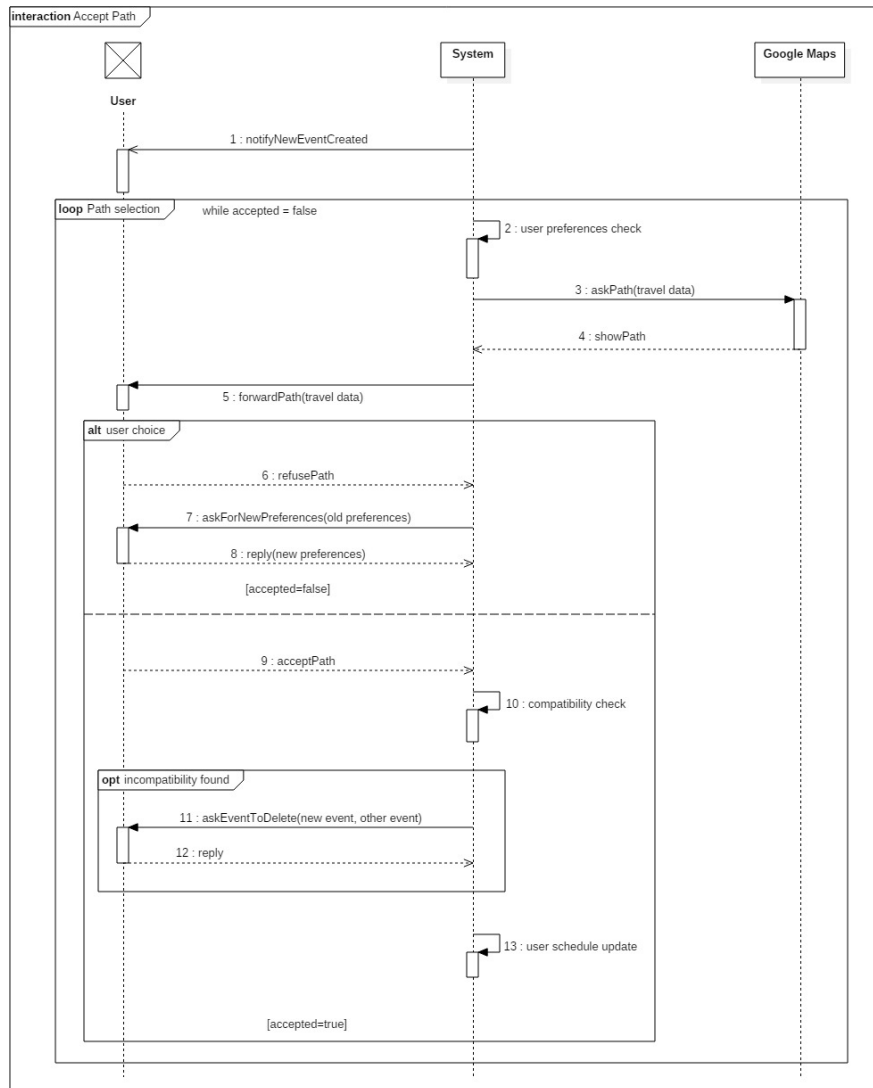 interaction Accept Path
System
Google Maps
User
1 : notifyNewEventCreated
loop Path selection
while accepted = false
2 : user preferences check
3 : askPath(travel data)
4 : showPath
5 : forwardPath(travel data)
alt user choice
6 : refusePath
7 : askForNewPreferences(old preferences)
8 : reply(new preferences)
[accepted=false]
9 : acceptPath
10 : compatibility check
opt incompatibility found
11 : askEventToDelete(new event, other event)
12 : reply
13 : user schedule update
[accepted=true]